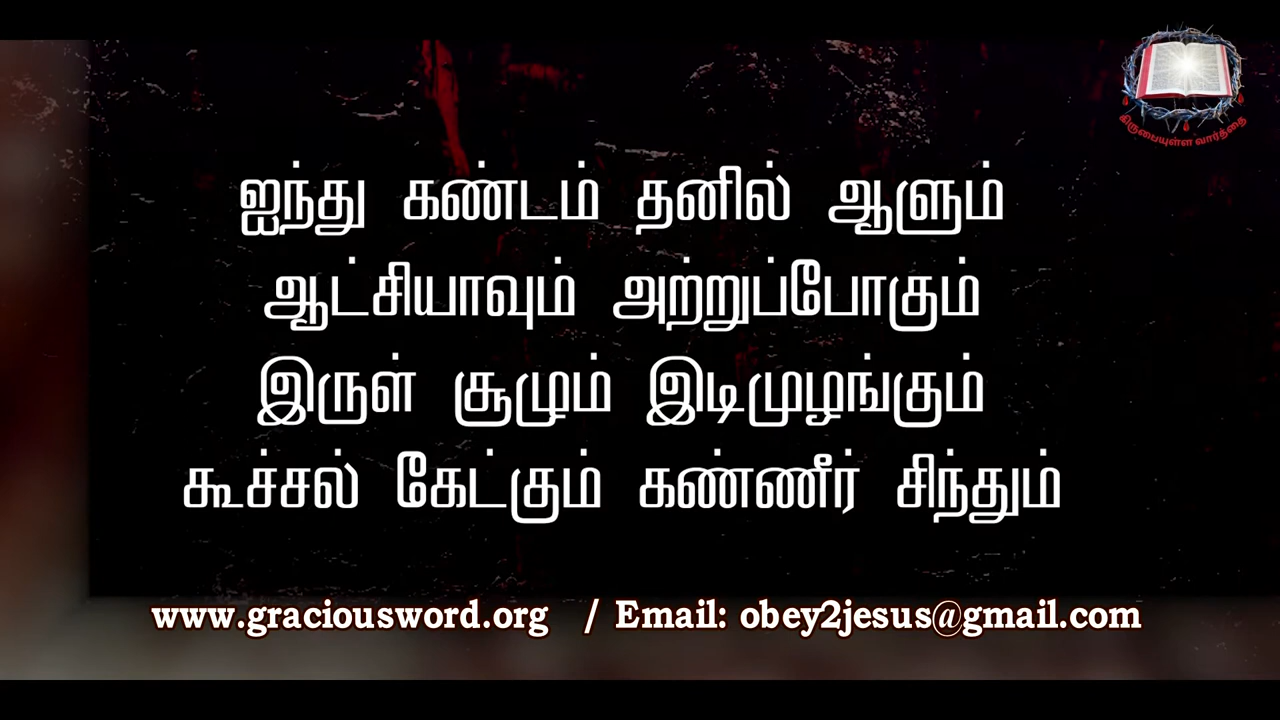 கிருபையுள்ள வார்த்தை
ஐந்து கண்டம் தனில் ஆளும்
ஆட்சியாவும் அற்றுப்போகும்
இருள் சூழும் இடிமுழங்கும்
கூச்சல் கேட்கும் கண்ணீர் சிந்தும்
www.graciousword.org / Email: obey2jesus@gmail.com